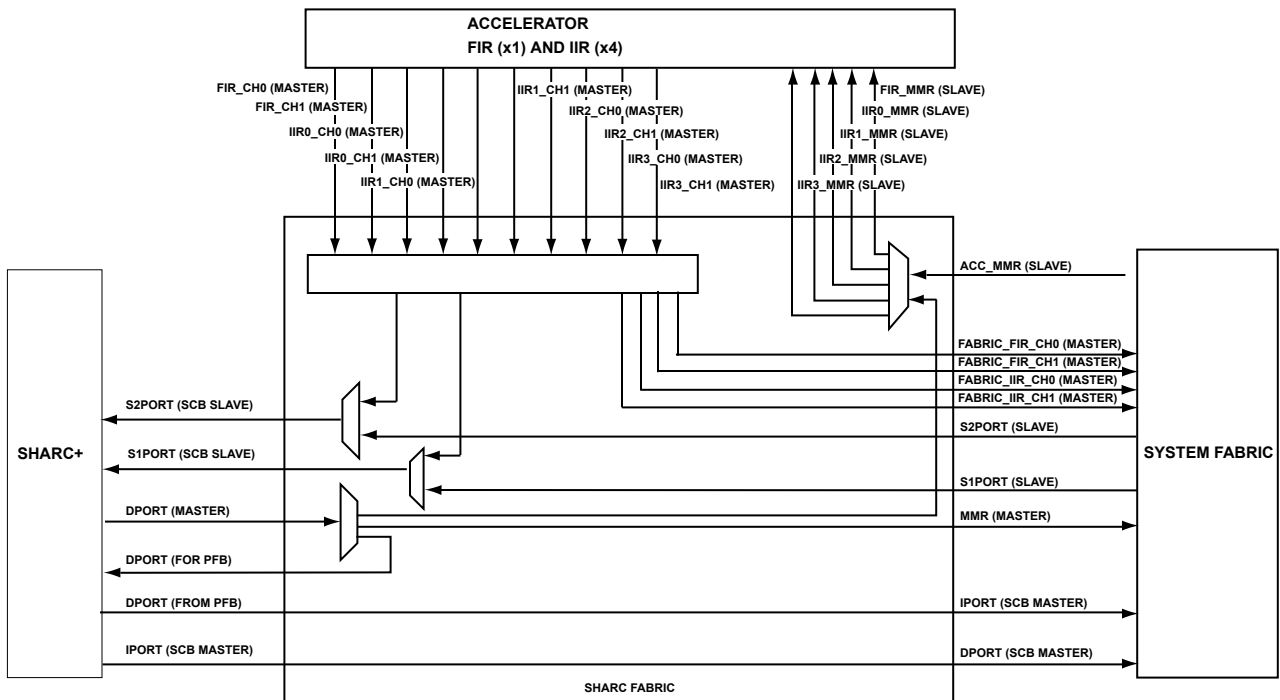 ACCELERATOR
FIR (x1) AND IIR (x4)
FIR_CH0 (MASTER)
FIR_CH1 (MASTER)
IIR0_CH0 (MASTER)
IIR0_CH1 (MASTER)
IIR1_CH0 (MASTER)
IIR1_CH1 (MASTER)
IIR2_CH0 (MASTER)
IIR2_CH1 (MASTER)
IIR3_CH0 (MASTER)
IIR3_CH1 (MASTER)
FIR_MMR (SLAVE)
IIR0_MMR (SLAVE)
IIR1_MMR (SLAVE)
IIR2_MMR (SLAVE)
IIR3_MMR (SLAVE)
ACC_MMR (SLAVE)
FABRIC_FIR_CH0 (MASTER)
FABRIC_FIR_CH1 (MASTER)
FABRIC_IIR_CH0 (MASTER)
FABRIC_IIR_CH1 (MASTER)
S2PORT (SCB SLAVE)
S2PORT (SLAVE)
SHARC+
S1PORT (SCB SLAVE)
SYSTEM FABRIC
S1PORT (SLAVE)
DPORT (MASTER)
MMR (MASTER)
DPORT (FOR PFB)
DPORT (FROM PFB)
IPORT (SCB MASTER)
IPORT (SCB MASTER)
DPORT (SCB MASTER)
SHARC FABRIC